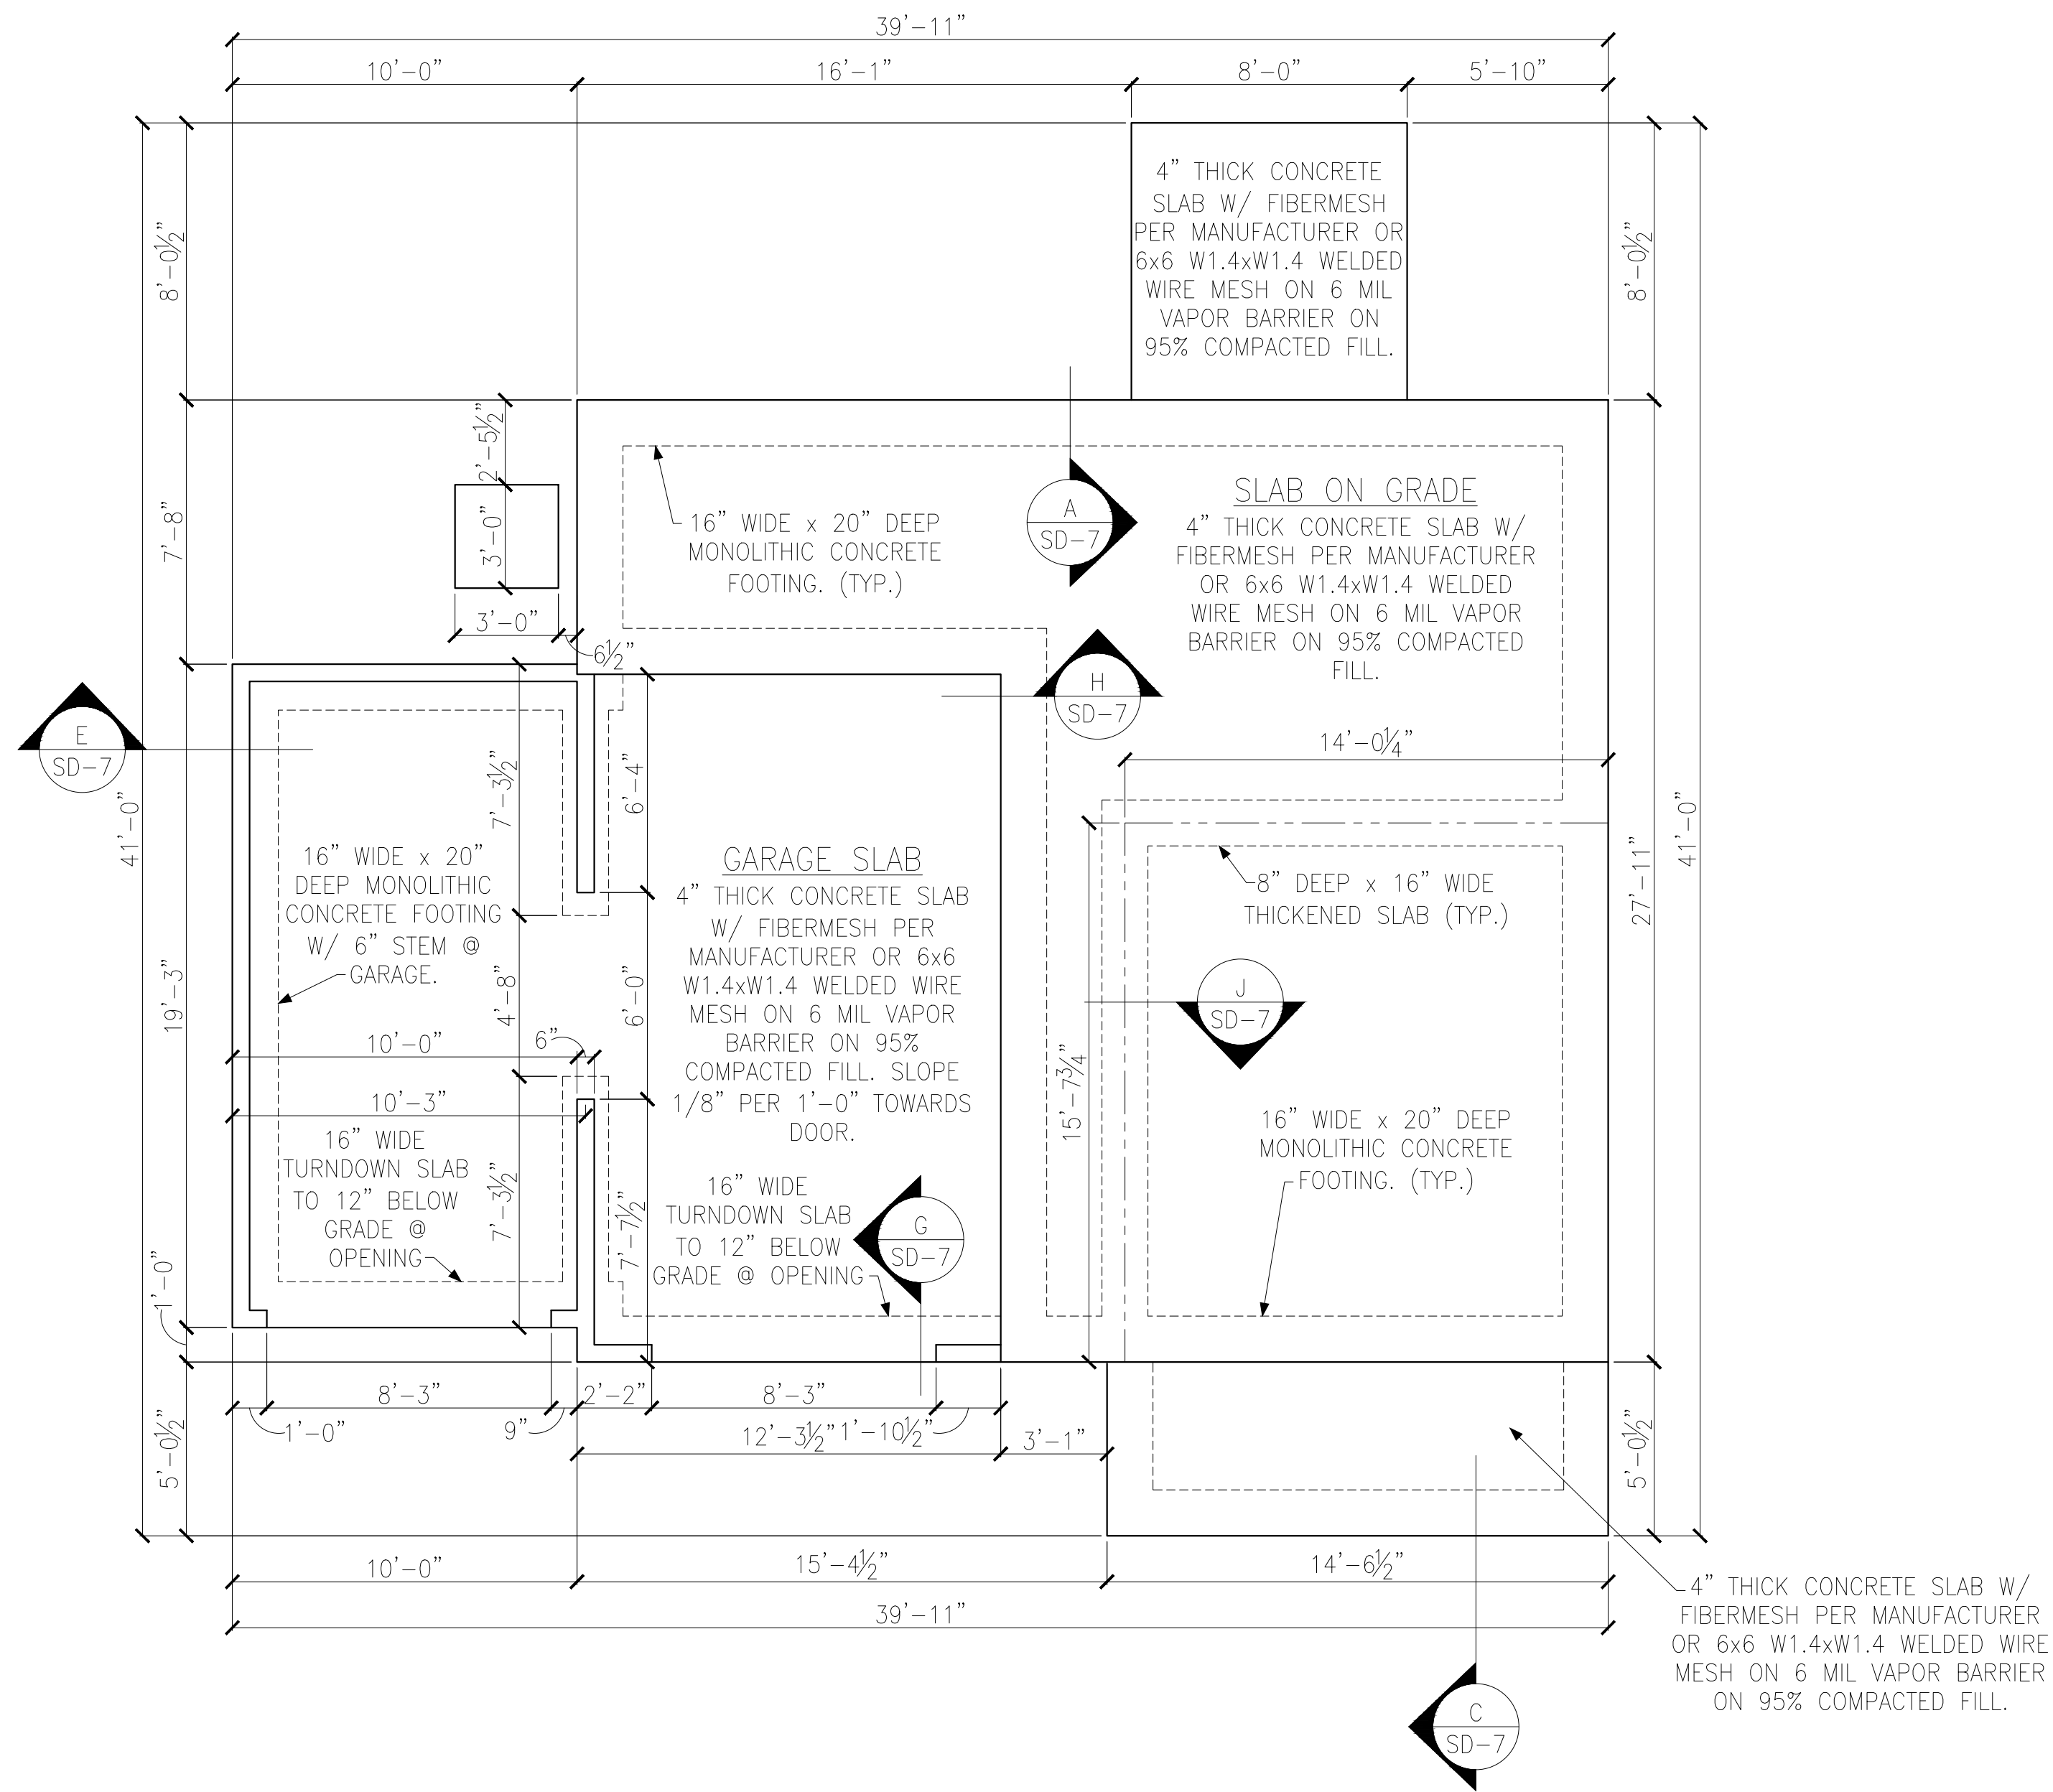 39'-11"
10'-0"
16'-1"
8'-0"
5'-10"
4" THICK CONCRETE
SLAB W/ FIBERMESH
PER MANUFACTURER OR
6x6 W1.4xW1.4 WELDED
WIRE MESH ON 6 MIL
VAPOR BARRIER ON
95% COMPACTED FILL.
8'-0½"
8'-0½"
7'-8"
2'-5½"
3'-0"
3'-0"
6½"
16" WIDE x 20" DEEP
MONOLITHIC CONCRETE
FOOTING. (TYP.)
A
SD-7
SLAB ON GRADE
4" THICK CONCRETE SLAB W/
FIBERMESH PER MANUFACTURER
OR 6x6 W1.4xW1.4 WELDED
WIRE MESH ON 6 MIL VAPOR
BARRIER ON 95% COMPACTED
FILL.
H
SD-7
E
SD-7
14'-0¼"
41'-0"
19'-3"
7'-3½"
6'-4"
27'-11"
41'-0"
16" WIDE x 20"
DEEP MONOLITHIC
CONCRETE FOOTING
W/ 6" STEM @
GARAGE.
4'-8"
6'-0"
GARAGE SLAB
4" THICK CONCRETE SLAB
W/ FIBERMESH PER
MANUFACTURER OR 6x6
W1.4xW1.4 WELDED WIRE
MESH ON 6 MIL VAPOR
BARRIER ON 95%
COMPACTED FILL. SLOPE
1/8" PER 1'-0" TOWARDS
DOOR.
8" DEEP x 16" WIDE
THICKENED SLAB (TYP.)
J
SD-7
15'-7¾"
10'-0"
6"
10'-3"
16" WIDE
TURNDOWN SLAB
TO 12" BELOW
GRADE @
OPENING
7'-3½"
7'-7½"
16" WIDE
TURNDOWN SLAB
TO 12" BELOW
GRADE @ OPENING
G
SD-7
16" WIDE x 20" DEEP
MONOLITHIC CONCRETE
FOOTING. (TYP.)
1'-0"
5'-0½"
5'-0½"
8'-3"
2'-2"
8'-3"
1'-0"
9"
12'-3½"
1'-10½"
3'-1"
10'-0"
15'-4½"
14'-6½"
39'-11"
4" THICK CONCRETE SLAB W/
FIBERMESH PER MANUFACTURER
OR 6x6 W1.4xW1.4 WELDED WIRE
MESH ON 6 MIL VAPOR BARRIER
ON 95% COMPACTED FILL.
C
SD-7